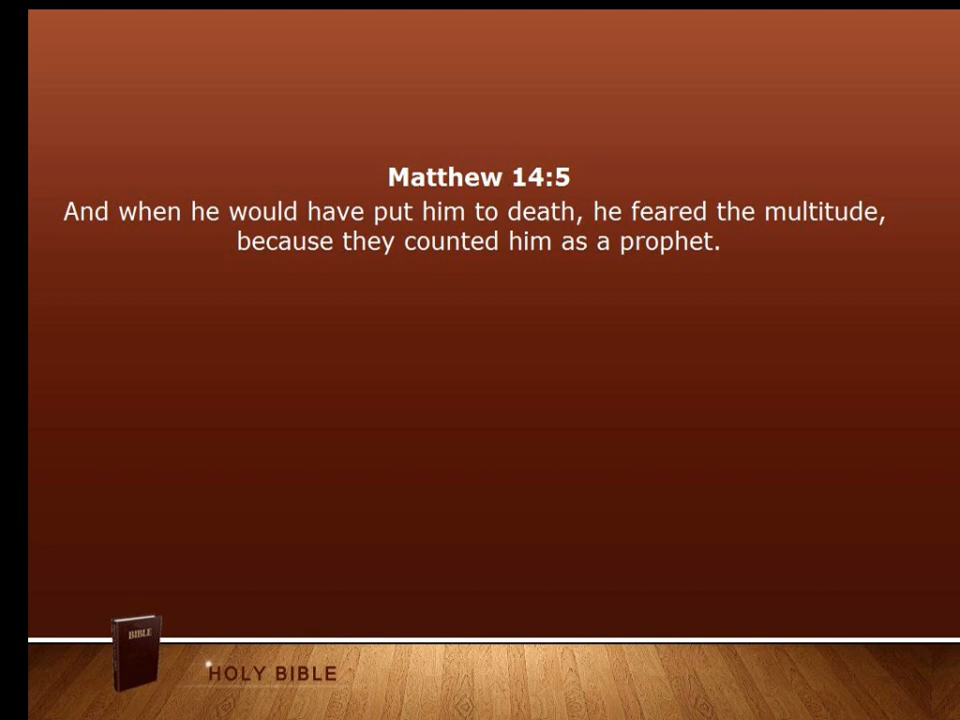 Matthew 14:5
And when he would have put him to death, he feared the multitude,
because they counted him as a prophet.
BIBLE
HOLY BIBLE